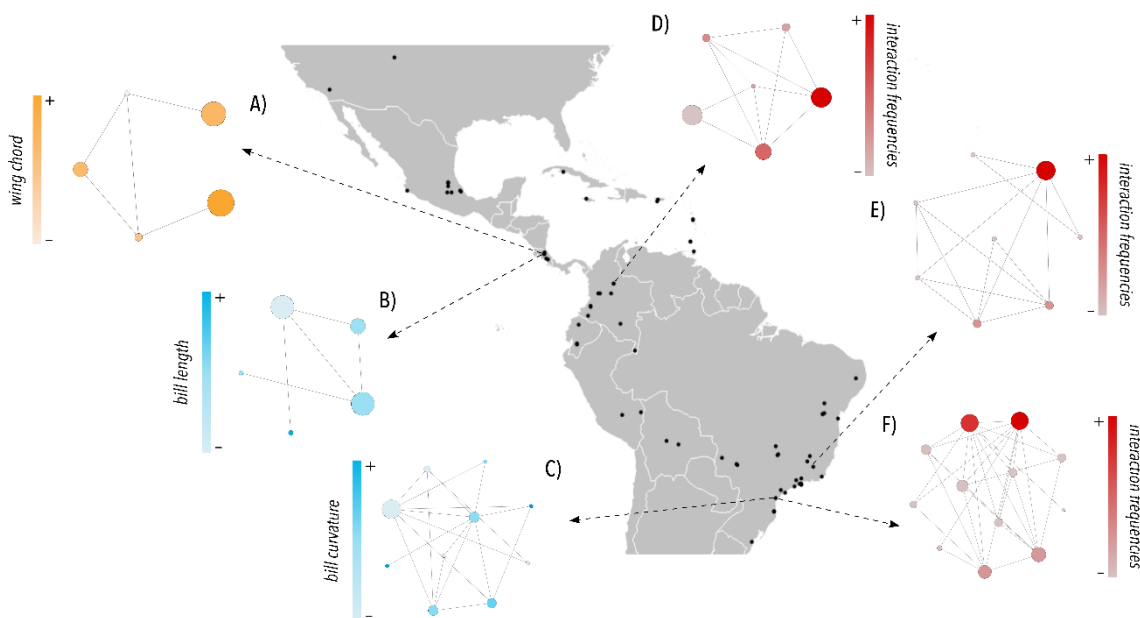 A)
+
wing chord
–
B)
+
bill length
–
C)
+
bill curvature
–
D)
+
interaction frequencies
–
E)
+
interaction frequencies
–
F)
+
interaction frequencies
–